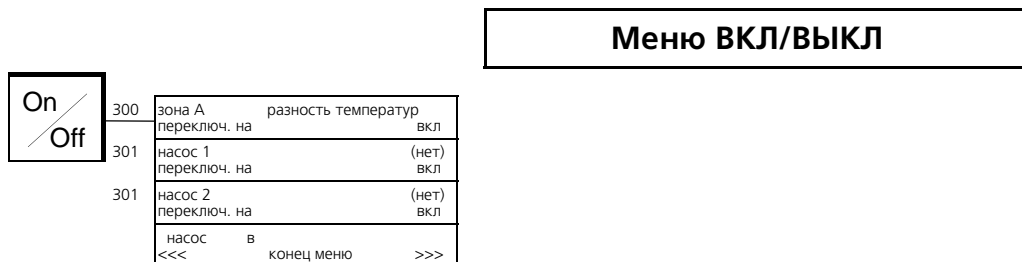 Меню ВКЛ/ВЫКЛ
On
Off
300 зона А разность температур
переключ. на вкл
301 насос 1 (нет)
переключ. на вкл
301 насос 2 (нет)
переключ. на вкл
насос в
<<< конец меню >>>